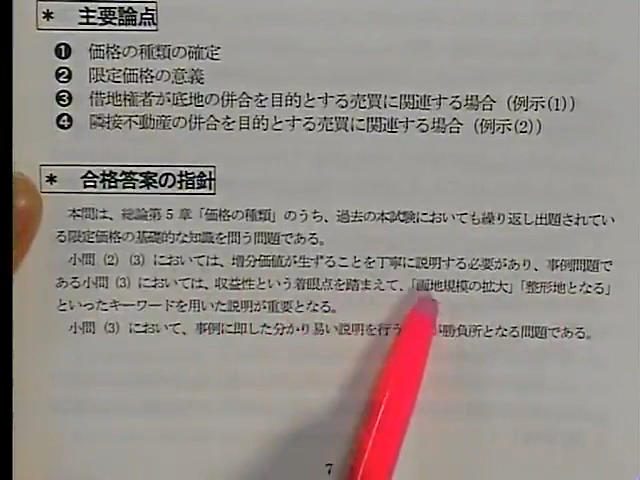 ＊ 主要論点
❶ 価格の種類の確定
❷ 限定価格の意義
❸ 借地権者が底地の併合を目的とする売買に関連する場合（例示(1)）
❹ 隣接不動産の併合を目的とする売買に関連する場合（例示(2)）
＊ 合格答案の指針
本問は、総論第５章「価格の種類」のうち、過去の本試験においても繰り返し出題されてい
る限定価格の基礎的な知識を問う問題である。
小問（2）（3）においては、増分価値が生ずることを丁寧に説明する必要があり、事例問題で
ある小問（3）においては、収益性という着眼点を踏まえて、「画地規模の拡大」「整形地となる」
といったキーワードを用いた説明が重要となる。
小問（3）において、事例に即した分かり易い説明を行う が勝負所となる問題である。
7